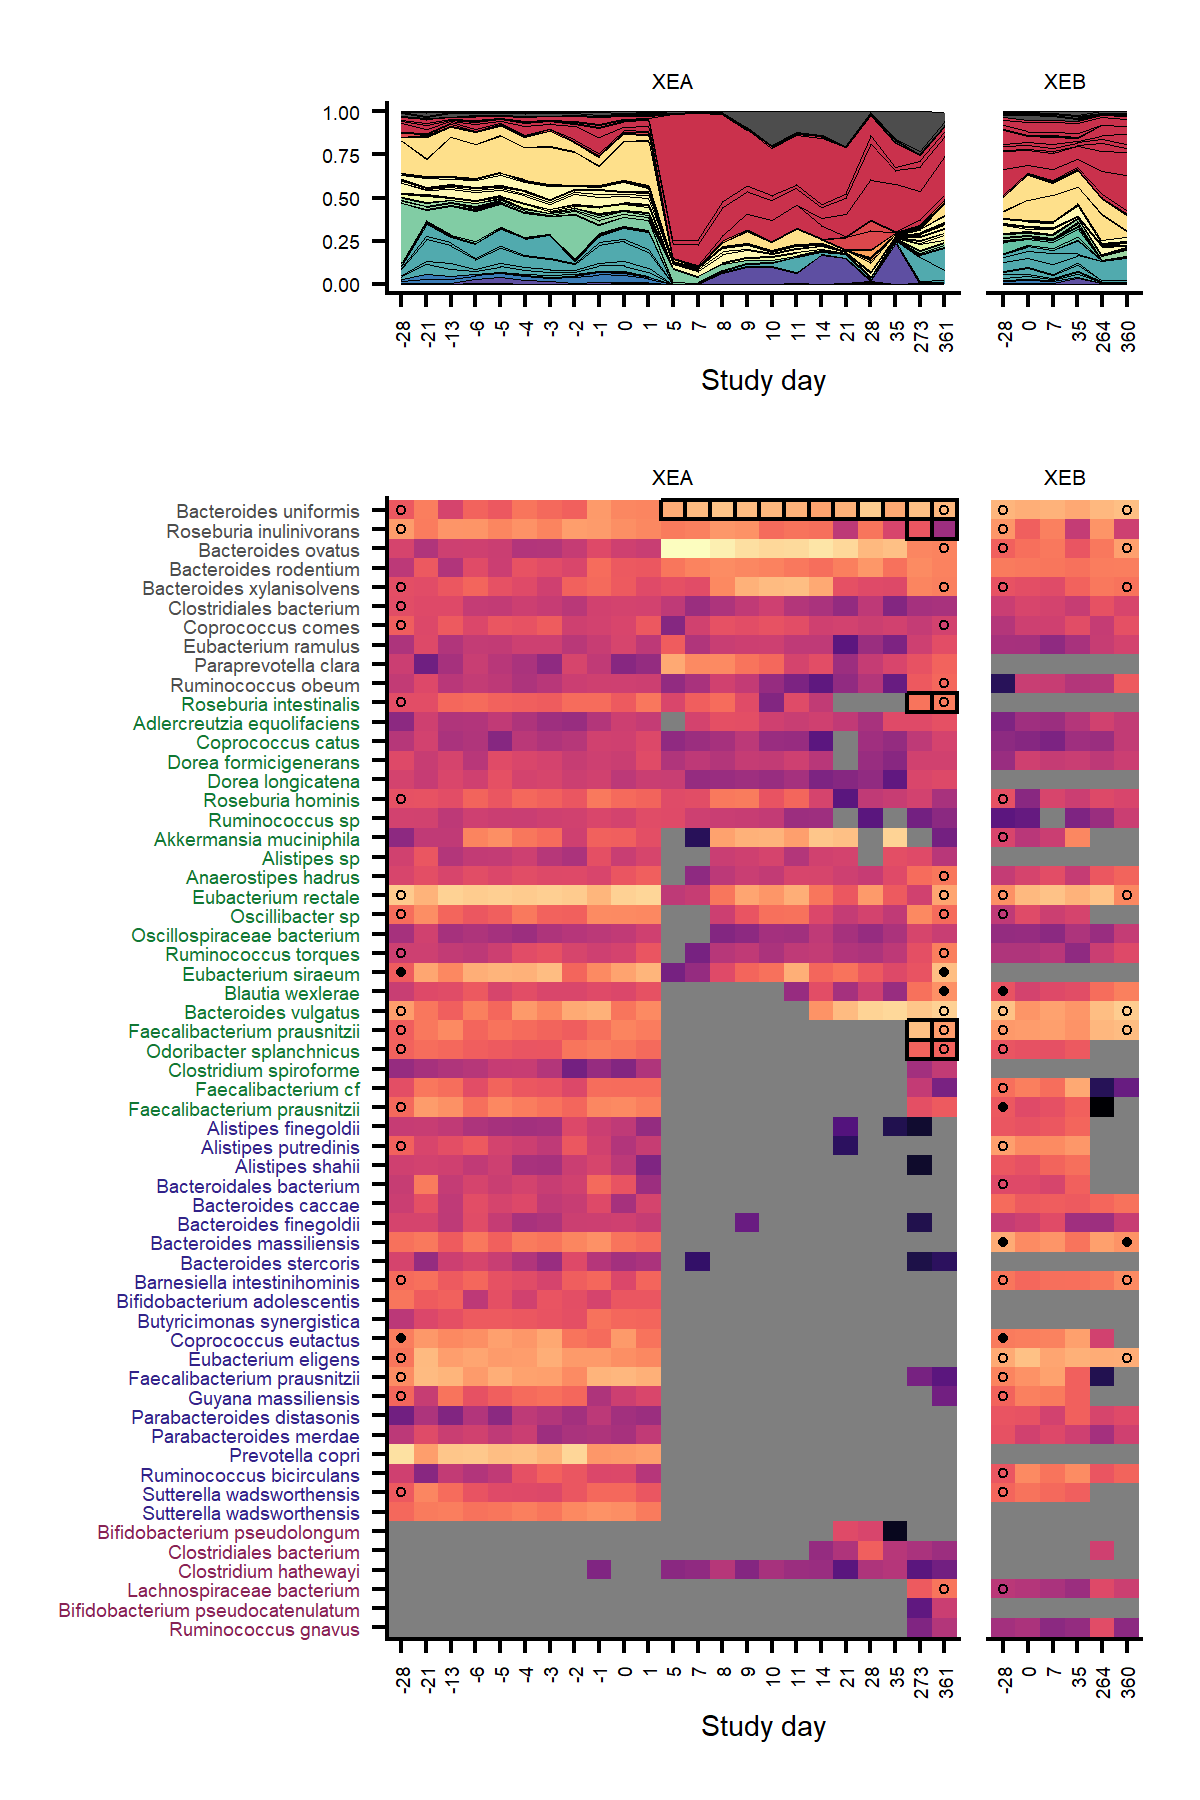 XEA XEB
1.00
0.75
0.50
0.25
0.00
-28 -21 -13 -6 -5 -4 -3 -2 -1 0 1 5 7 8 9 10 11 14 21 28 35 273 361 -28 0 7 35 264 360
Study day
XEA XEB
Bacteroides uniformis
Roseburia inulinivorans
Bacteroides ovatus
Bacteroides rodentium
Bacteroides xylanisolvens
Clostridiales bacterium
Coprococcus comes
Eubacterium ramulus
Paraprevotella clara
Ruminococcus obeum
Roseburia intestinalis
Adlercreutzia equolifaciens
Coprococcus catus
Dorea formicigenerans
Dorea longicatena
Roseburia hominis
Ruminococcus sp
Akkermansia muciniphila
Alistipes sp
Anaerostipes hadrus
Eubacterium rectale
Oscillibacter sp
Oscillospiraceae bacterium
Ruminococcus torques
Eubacterium siraeum
Blautia wexlerae
Bacteroides vulgatus
Faecalibacterium prausnitzii
Odoribacter splanchnicus
Clostridium spiroforme
Faecalibacterium cf
Faecalibacterium prausnitzii
Alistipes finegoldii
Alistipes putredinis
Alistipes shahii
Bacteroidales bacterium
Bacteroides caccae
Bacteroides finegoldii
Bacteroides massiliensis
Bacteroides stercoris
Barnesiella intestinihominis
Bifidobacterium adolescentis
Butyricimonas synergistica
Coprococcus eutactus
Eubacterium eligens
Faecalibacterium prausnitzii
Guyana massiliensis
Parabacteroides distasonis
Parabacteroides merdae
Prevotella copri
Ruminococcus bicirculans
Sutterella wadsworthensis
Sutterella wadsworthensis
Bifidobacterium pseudolongum
Clostridiales bacterium
Clostridium hathewayi
Lachnospiraceae bacterium
Bifidobacterium pseudocatenulatum
Ruminococcus gnavus
-28 -21 -13 -6 -5 -4 -3 -2 -1 0 1 5 7 8 9 10 11 14 21 28 35 273 361 -28 0 7 35 264 360
Study day